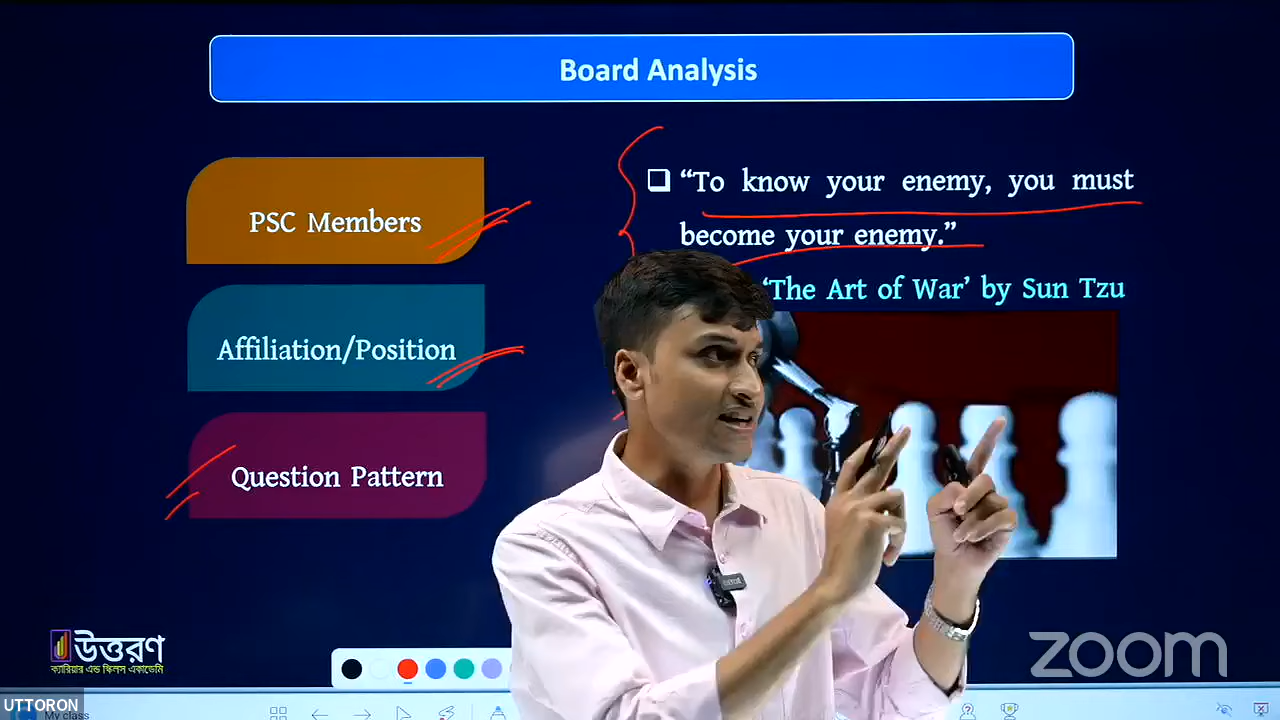 Board Analysis
PSC Members
Affiliation/Position
Question Pattern
“To know your enemy, you must
become your enemy.”
‘The Art of War’ by Sun Tzu
উত্তরণ
ক্যারিয়ার এন্ড স্কিলস একাডেমি
UTTORON
My class
zoom